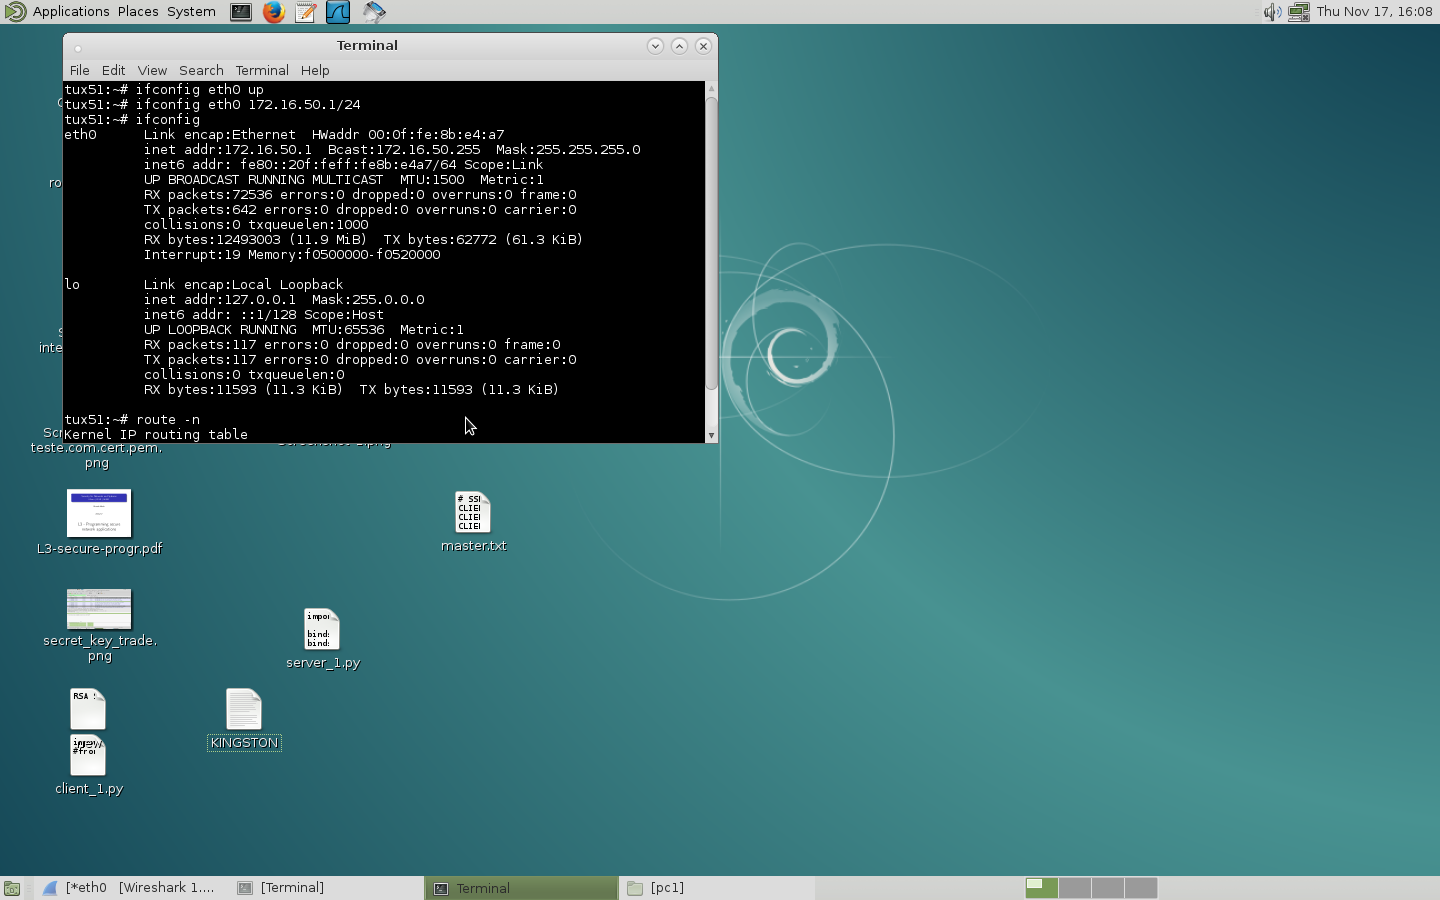 Applications Places System
Thu Nov 17, 16:08
Terminal
File Edit View Search Terminal Help
tux51:~# ifconfig eth0 up
tux51:~# ifconfig eth0 172.16.50.1/24
tux51:~# ifconfig
eth0 Link encap:Ethernet HWaddr 00:0f:fe:8b:e4:a7
inet addr:172.16.50.1 Bcast:172.16.50.255 Mask:255.255.255.0
inet6 addr: fe80::20f:feff:fe8b:e4a7/64 Scope:Link
UP BROADCAST RUNNING MULTICAST MTU:1500 Metric:1
RX packets:72536 errors:0 dropped:0 overruns:0 frame:0
TX packets:642 errors:0 dropped:0 overruns:0 carrier:0
collisions:0 txqueuelen:1000
RX bytes:12493003 (11.9 MiB) TX bytes:62772 (61.3 KiB)
Interrupt:19 Memory:f0500000-f0520000
lo Link encap:Local Loopback
inet addr:127.0.0.1 Mask:255.0.0.0
inet6 addr: ::1/128 Scope:Host
UP LOOPBACK RUNNING MTU:65536 Metric:1
RX packets:117 errors:0 dropped:0 overruns:0 frame:0
TX packets:117 errors:0 dropped:0 overruns:0 carrier:0
collisions:0 txqueuelen:0
RX bytes:11593 (11.3 KiB) TX bytes:11593 (11.3 KiB)
tux51:~# route -n
Kernel IP routing table
ro
inte
Scr
teste.com.cert.pem.
png
L3-secure-progr.pdf
secret_key_trade.
png
RSA
client_1.py
KINGSTON
server_1.py
# SS
CLIE
CLIE
CLIE
master.txt
[*eth0 [Wireshark 1....
[Terminal]
Terminal
[pc1]